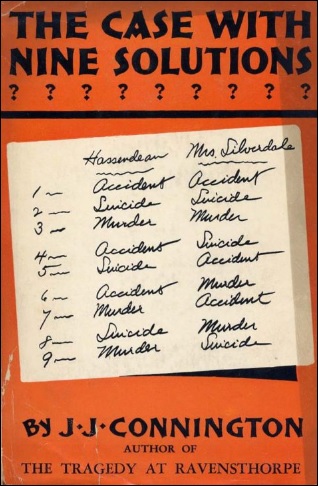 THE CASE WITH
NINE SOLUTIONS
? ? ? ? ? ? ? ? ?
Hassendean Mrs. Silverdale
1 — Accident Accident
2 — Suicide Suicide
3 — Murder Murder
4 — Accident Suicide
5 — Suicide Accident
6 — Accident Murder
7 — Murder Accident
8 — Suicide Murder
9 — Murder Suicide
BY J·J·CONNINGTON
AUTHOR OF
THE TRAGEDY AT RAVENSTHORPE